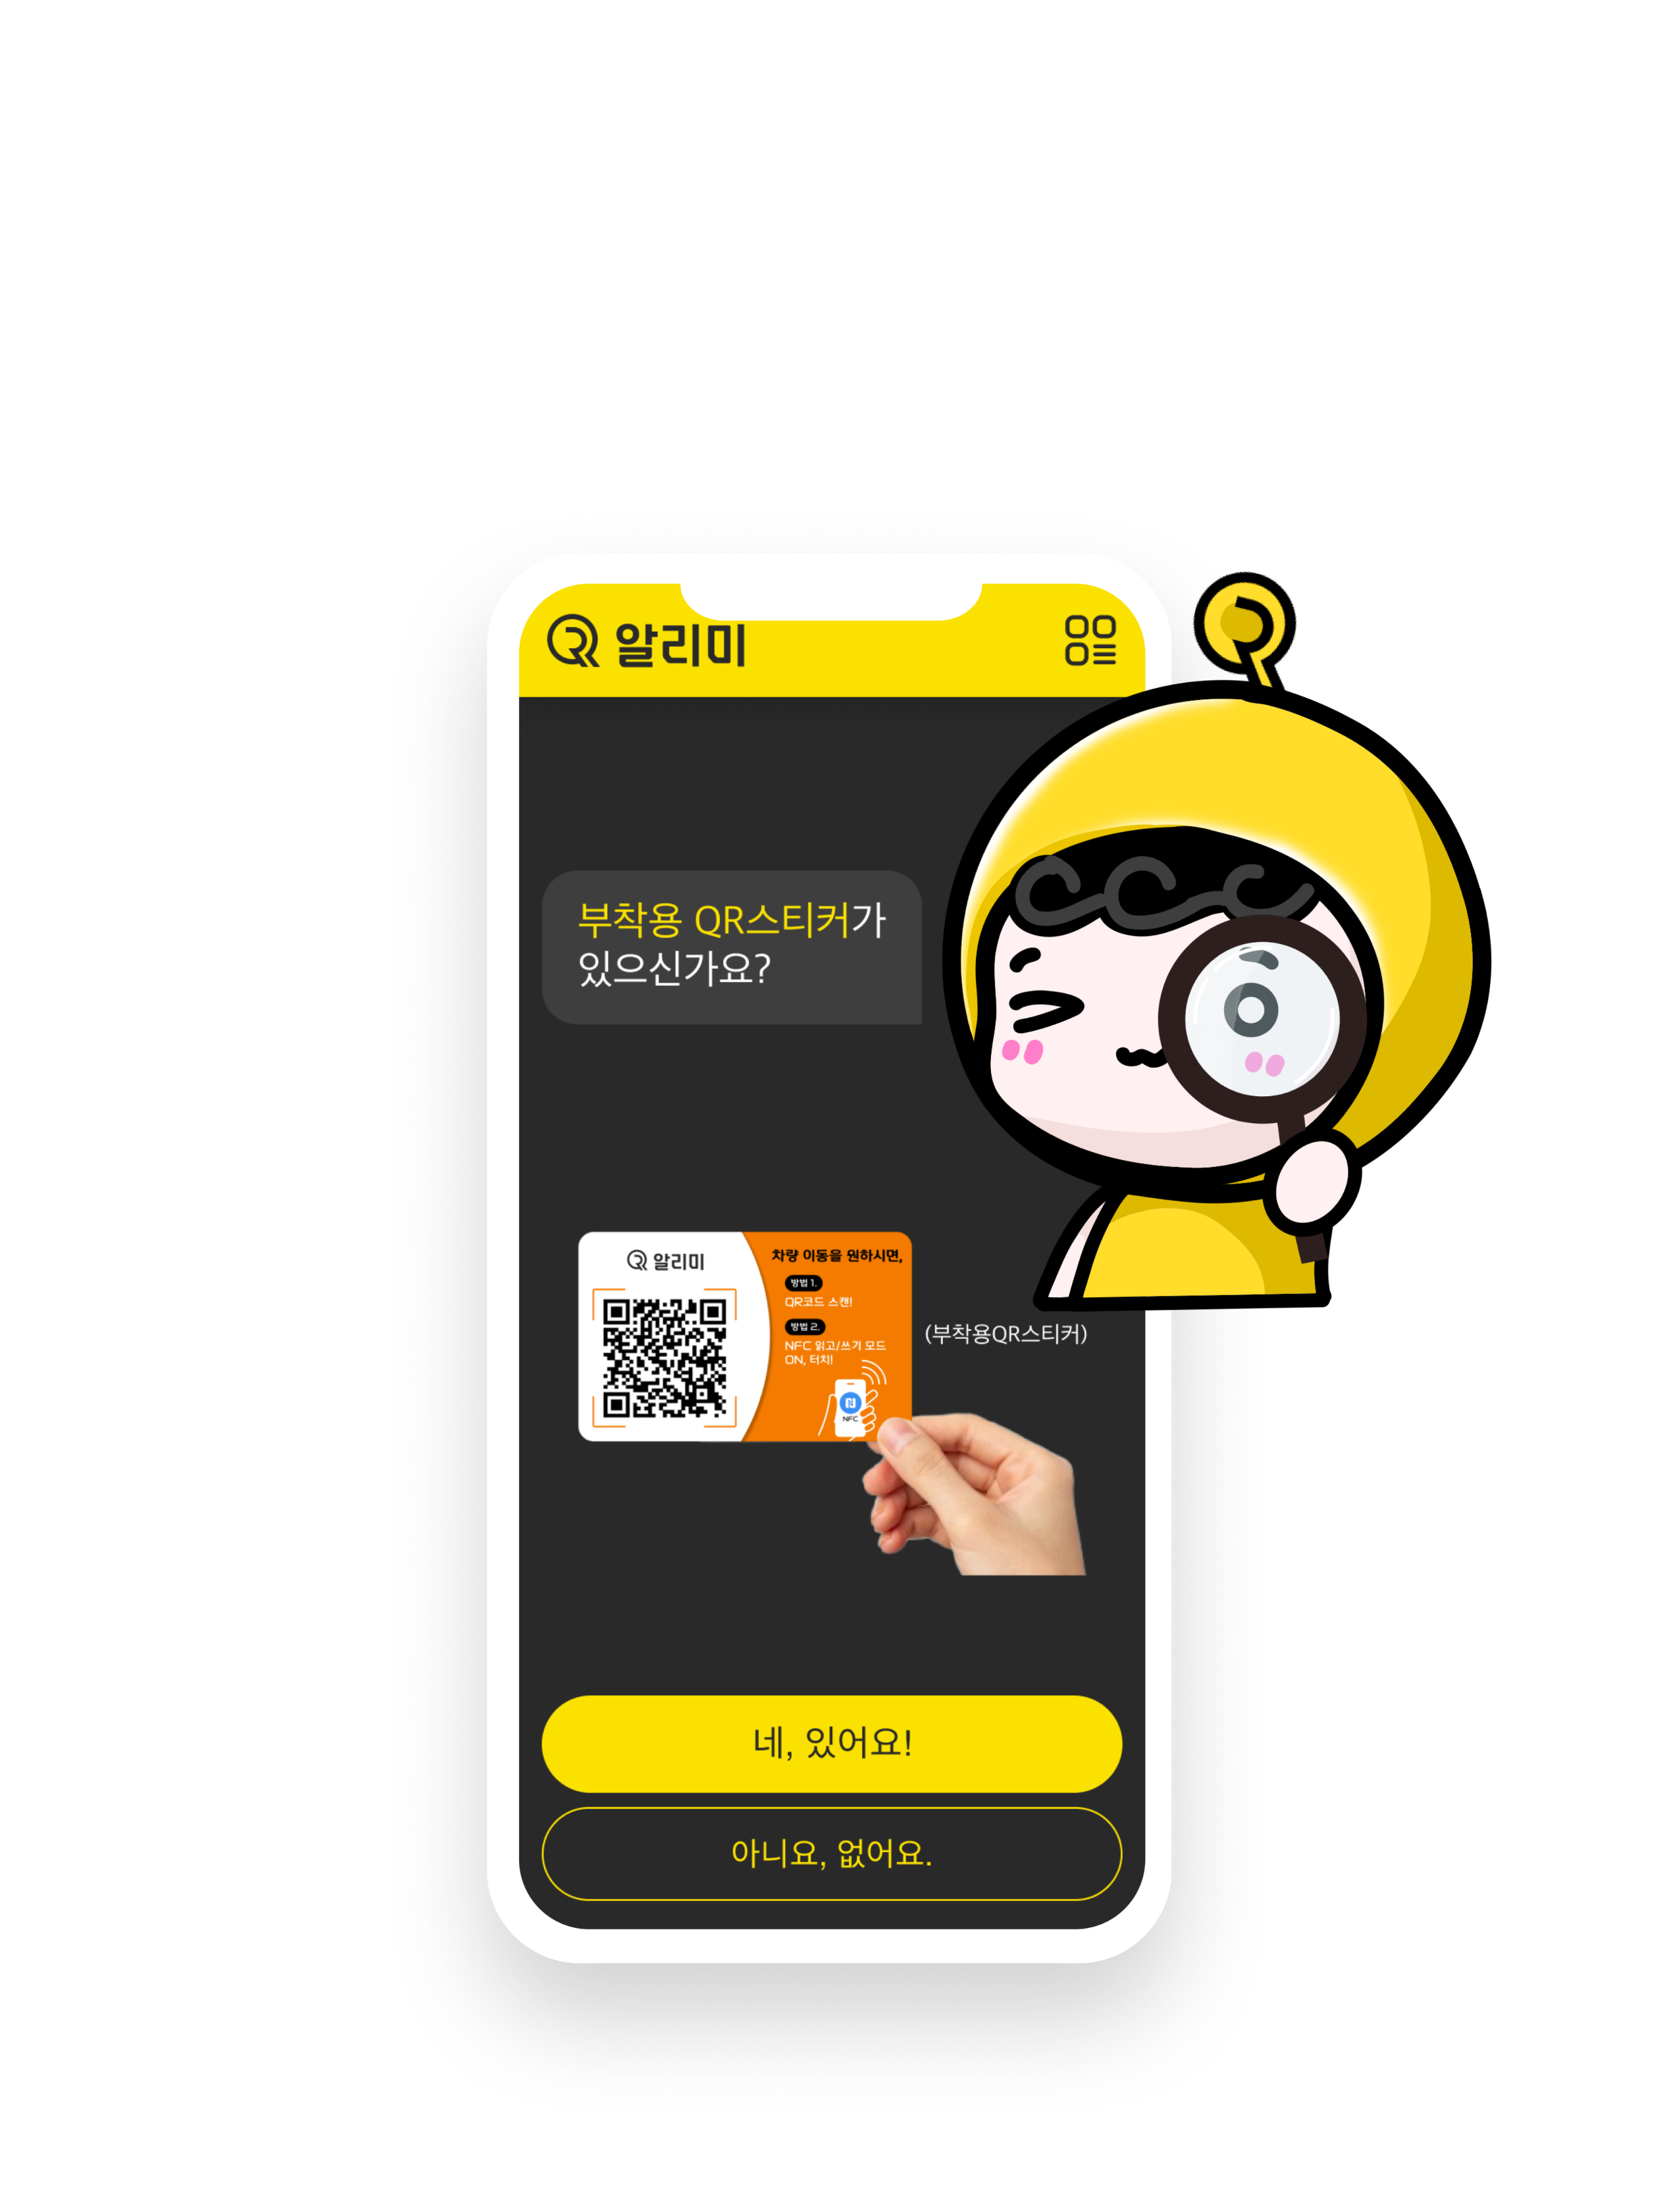 알리미
부착용 QR스티커가
있으신가요?
알리미
차량 이동을 원하시면,
방법 1.
QR코드 스캔!
방법 2.
NFC 읽고/쓰기 모드
ON, 터치!
NFC
(부착용QR스티커)
네, 있어요!
아니요, 없어요.